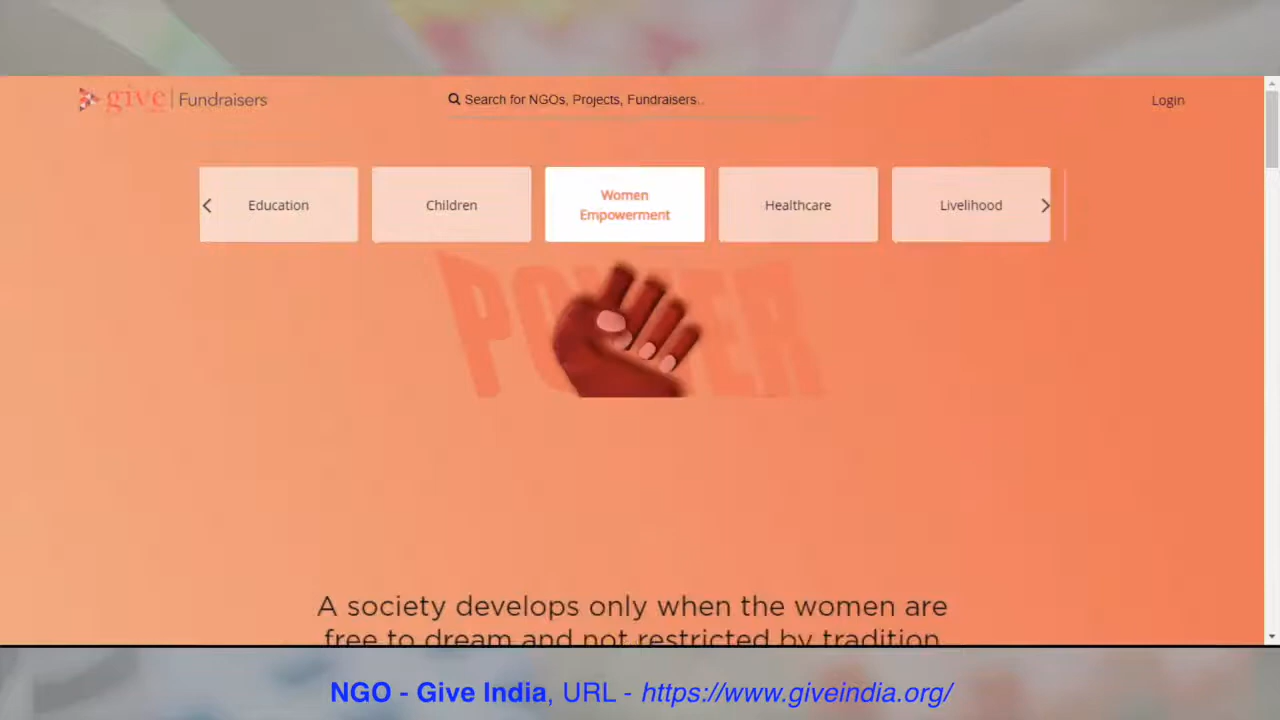 give | Fundraisers
Search for NGOs, Projects, Fundraisers..
Login
Education
Children
Women
Empowerment
Healthcare
Livelihood
POWER
A society develops only when the women are
free to dream and not restricted by tradition
NGO - Give India, URL - https://www.giveindia.org/